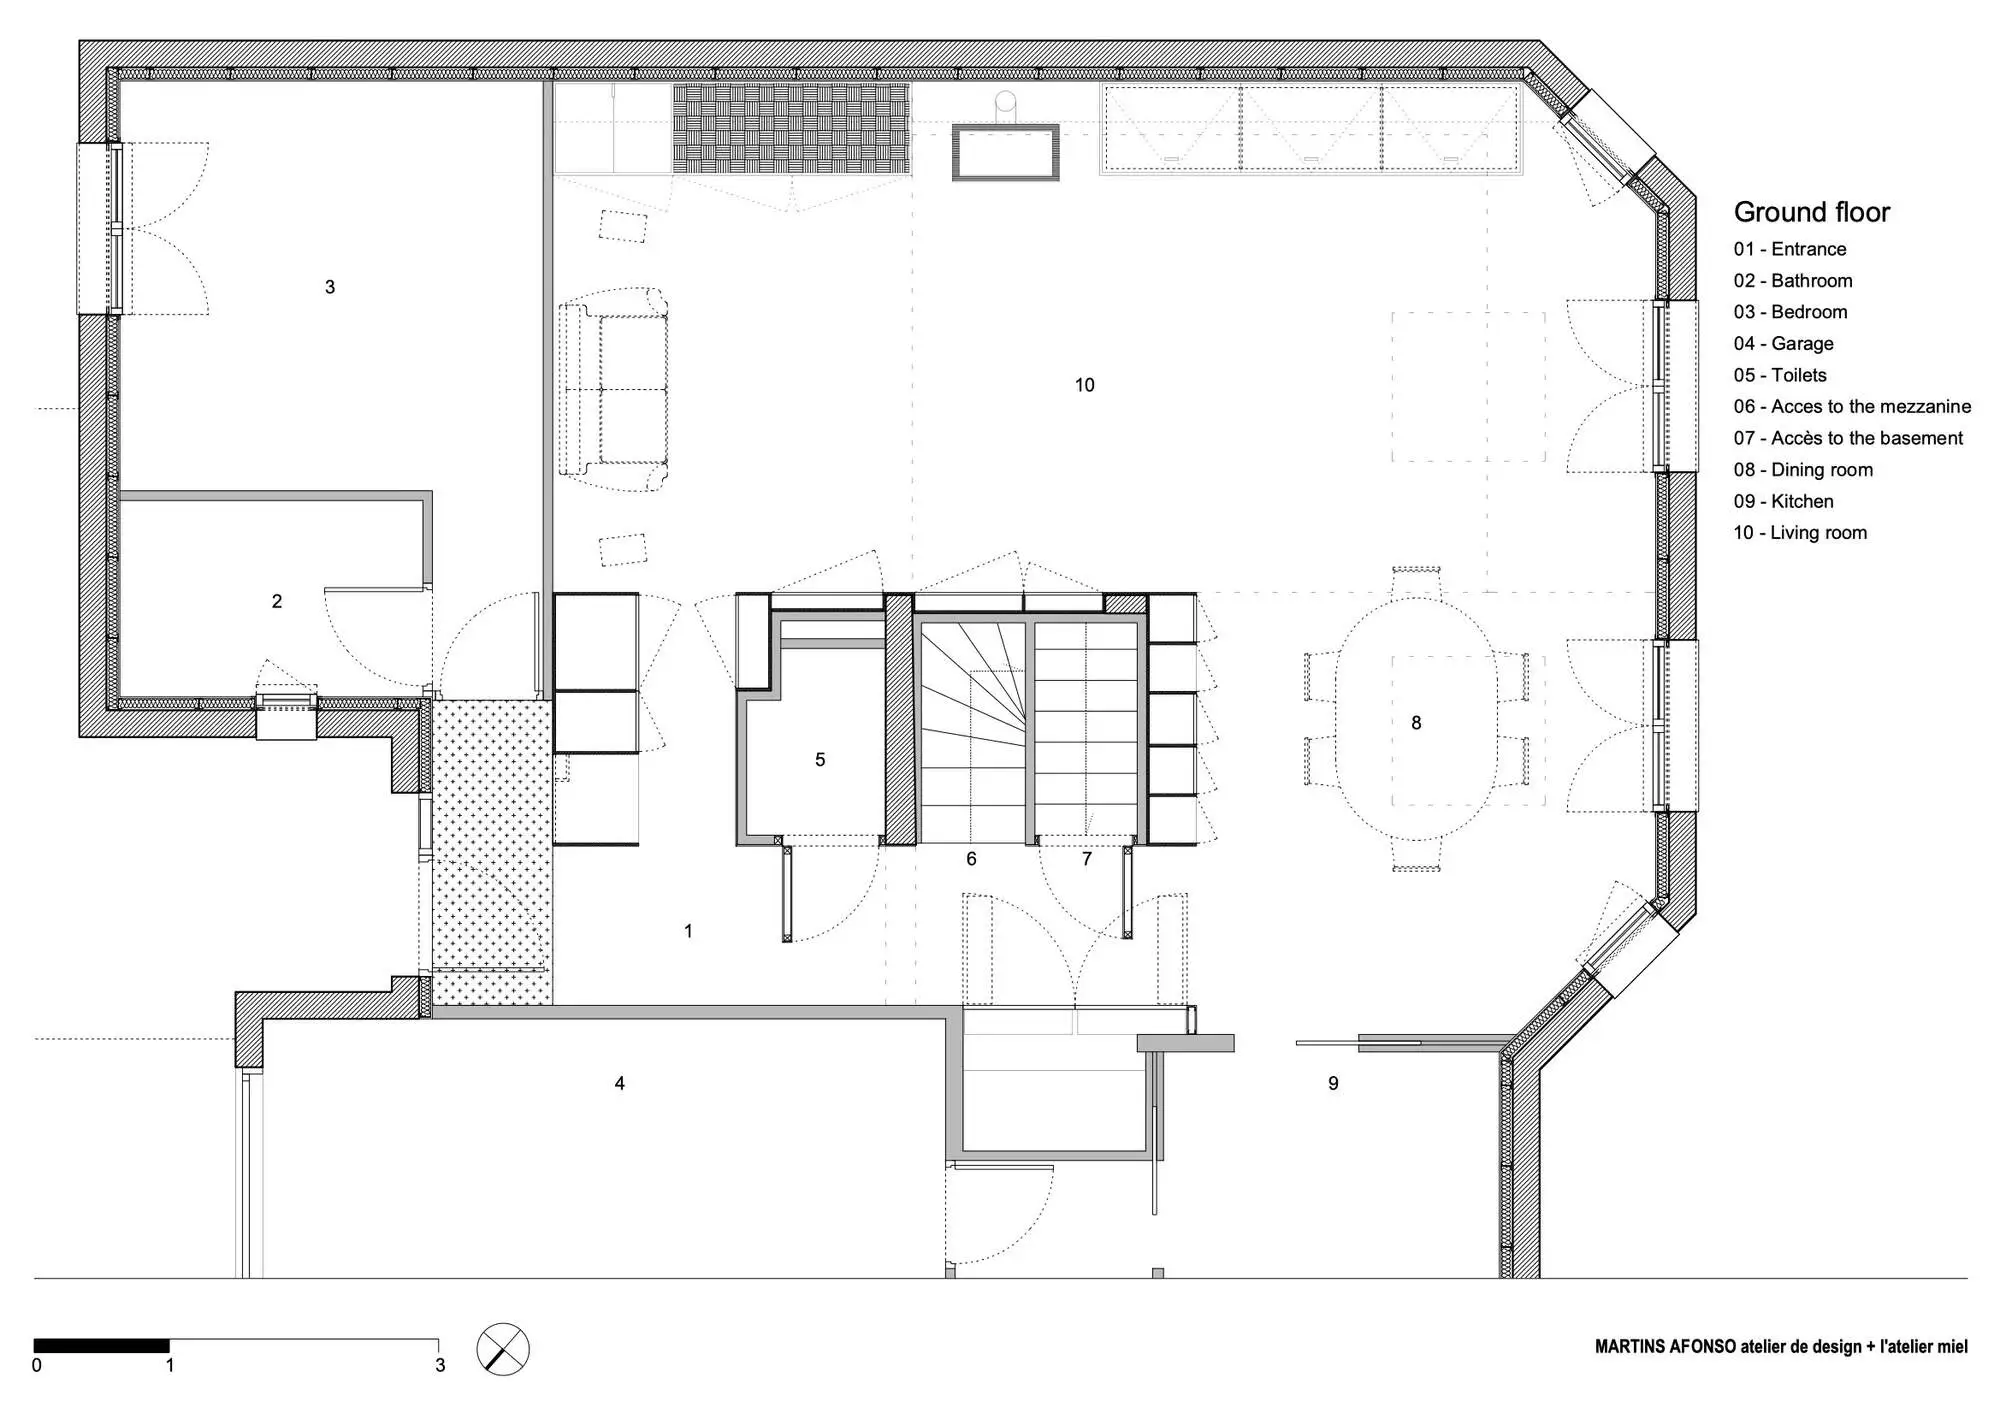 Ground floor
01 - Entrance
02 - Bathroom
03 - Bedroom
04 - Garage
05 - Toilets
06 - Acces to the mezzanine
07 - Accès to the basement
08 - Dining room
09 - Kitchen
10 - Living room
3
10
2
8
5
6
7
1
4
9
0
1
3
MARTINS AFONSO atelier de design + l'atelier miel